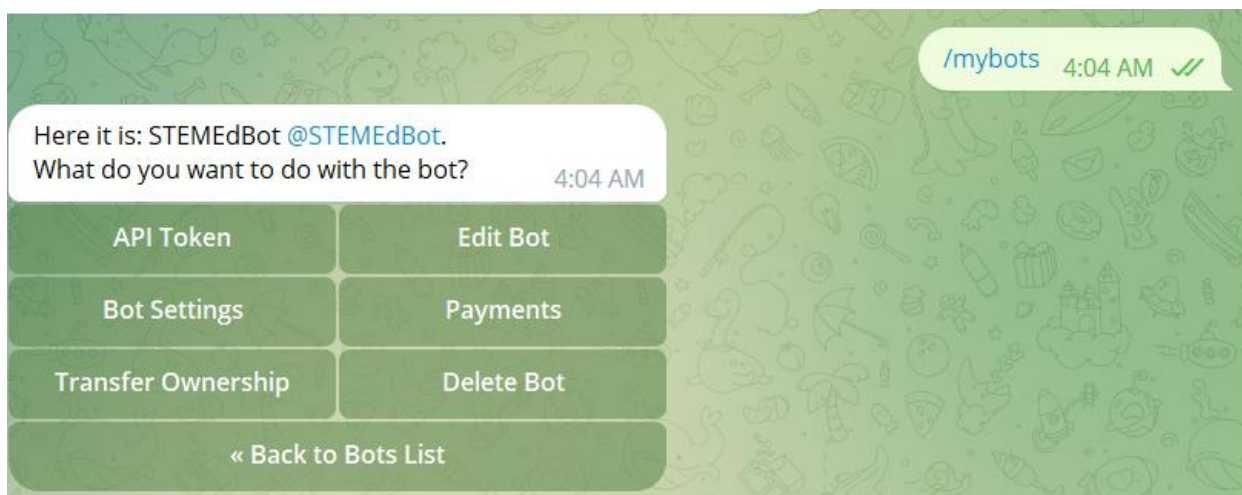 /mybots 4:04 AM
Here it is: STEMEdBot @STEMEdBot.
What do you want to do with the bot?
4:04 AM
API Token
Edit Bot
Bot Settings
Payments
Transfer Ownership
Delete Bot
« Back to Bots List